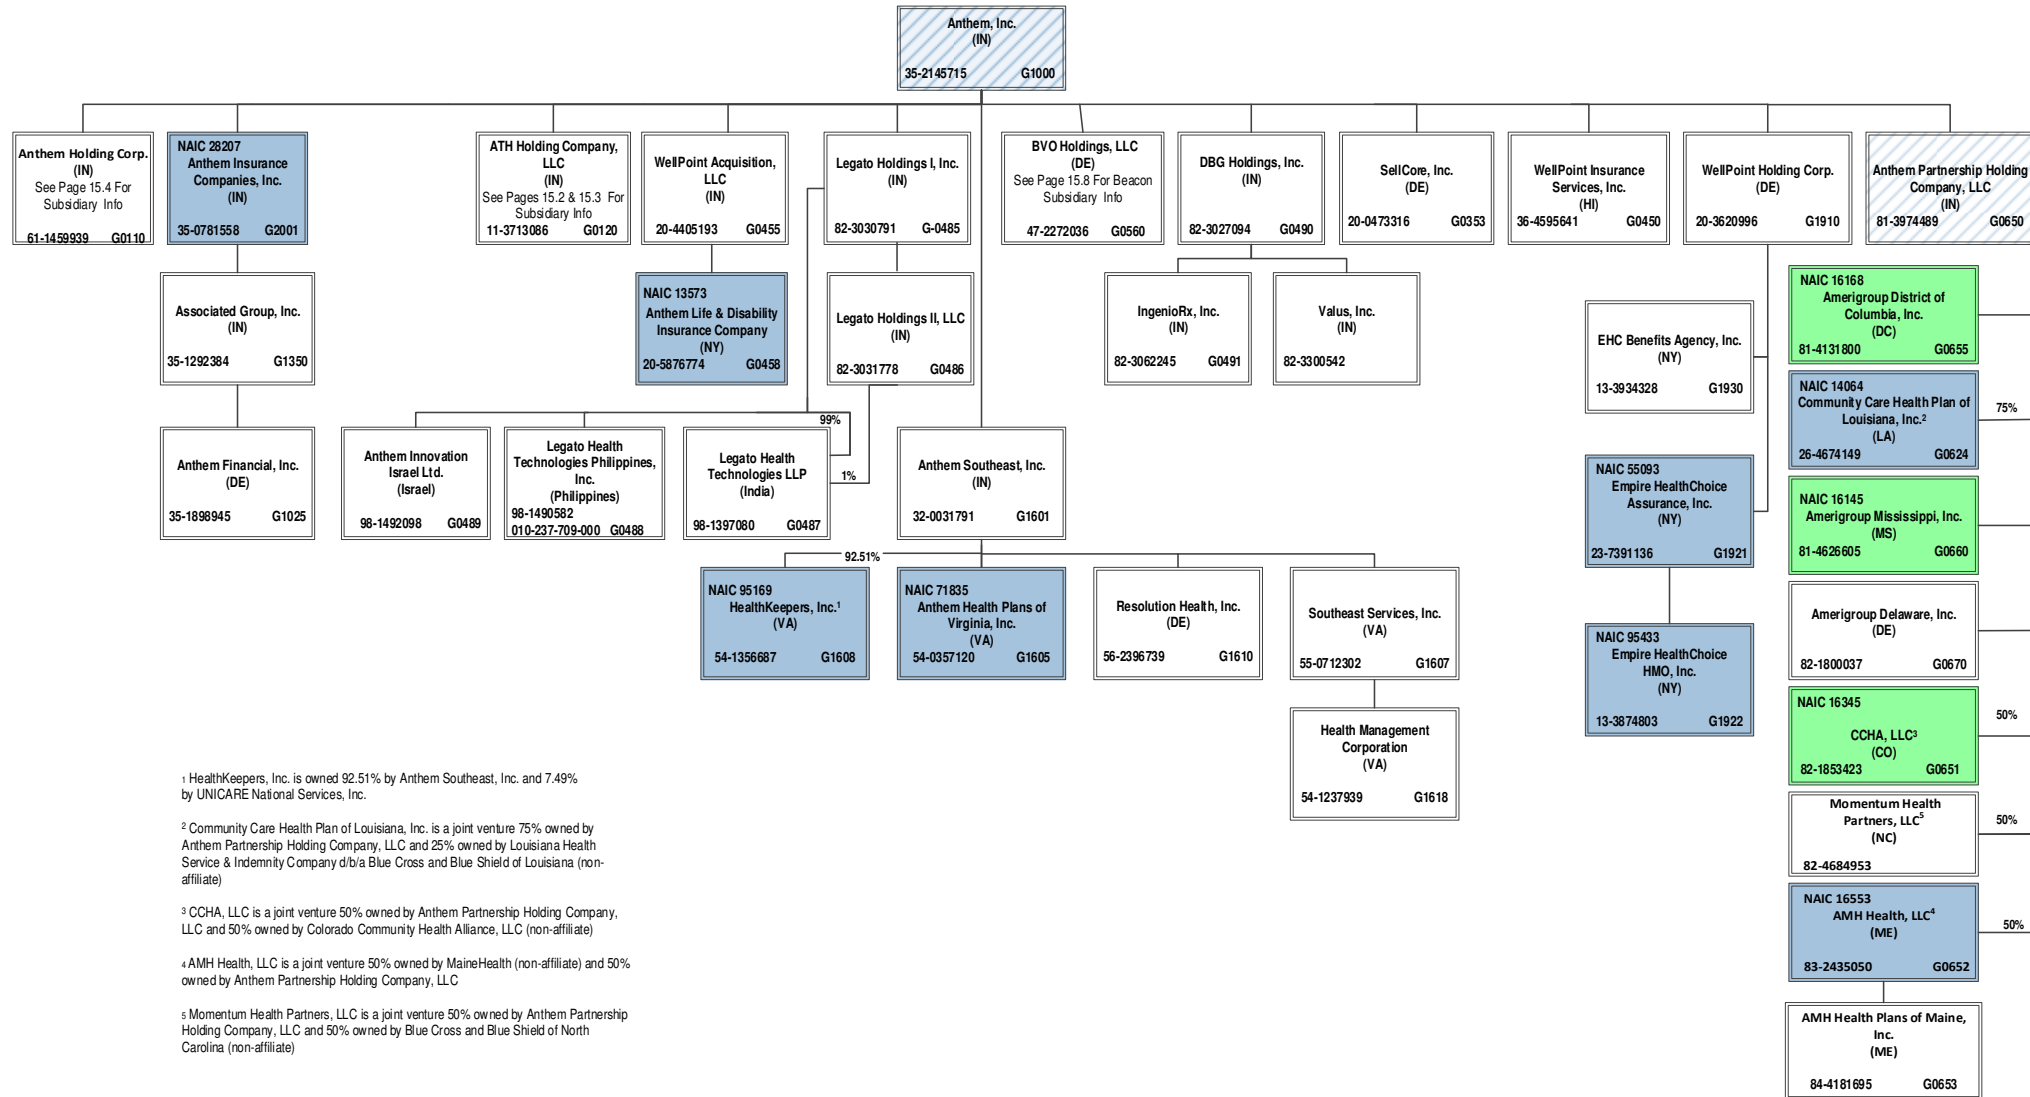 Anthem, Inc.
(IN)
35-2145715 G1000
Anthem Holding Corp.
(IN)
See Page 15.4 For
Subsidiary Info
61-1459939 G0110
NAIC 28207
Anthem Insurance
Companies, Inc.
(IN)
35-0781558 G2001
ATH Holding Company,
LLC
(IN)
See Pages 15.2 & 15.3 For
Subsidiary Info
11-3713086 G0120
WellPoint Acquisition,
LLC
(IN)
20-4405193 G0455
Legato Holdings I, Inc.
(IN)
82-3030791 G-0485
BVO Holdings, LLC
(DE)
See Page 15.8 For Beacon
Subsidiary Info
47-2272036 G0560
DBG Holdings, Inc.
(IN)
82-3027094 G0490
SellCore, Inc.
(DE)
20-0473316 G0353
WellPoint Insurance
Services, Inc.
(HI)
36-4595641 G0450
WellPoint Holding Corp.
(DE)
20-3620996 G1910
Anthem Partnership Holding
Company, LLC
(IN)
81-3974489 G0650
Associated Group, Inc.
(IN)
35-1292384 G1350
NAIC 13573
Anthem Life & Disability
Insurance Company
(NY)
20-5876774 G0458
Legato Holdings II, LLC
(IN)
82-3031778 G0486
IngenioRx, Inc.
(IN)
82-3062245 G0491
Valus, Inc.
(IN)
82-3300542
EHC Benefits Agency, Inc.
(NY)
13-3934328 G1930
NAIC 16168
Amerigroup District of
Columbia, Inc.
(DC)
81-4131800 G0655
NAIC 14064
Community Care Health Plan of
Louisiana, Inc.²
(LA)
26-4674149 G0624
75%
99%
1%
Anthem Financial, Inc.
(DE)
35-1898945 G1025
Anthem Innovation
Israel Ltd.
(Israel)
98-1492098 G0489
Legato Health
Technologies Philippines,
Inc.
(Philippines)
98-1490582
010-237-709-000 G0488
Legato Health
Technologies LLP
(India)
98-1397080 G0487
Anthem Southeast, Inc.
(IN)
32-0031791 G1601
NAIC 55093
Empire HealthChoice
Assurance, Inc.
(NY)
23-7391136 G1921
NAIC 16145
Amerigroup Mississippi, Inc.
(MS)
81-4626605 G0660
92.51%
NAIC 95169
HealthKeepers, Inc.¹
(VA)
54-1356687 G1608
NAIC 71835
Anthem Health Plans of
Virginia, Inc.
(VA)
54-0357120 G1605
Resolution Health, Inc.
(DE)
56-2396739 G1610
Southeast Services, Inc.
(VA)
55-0712302 G1607
NAIC 95433
Empire HealthChoice
HMO, Inc.
(NY)
13-3874803 G1922
Amerigroup Delaware, Inc.
(DE)
82-1800037 G0670
NAIC 16345
CCHA, LLC³
(CO)
82-1853423 G0651
50%
Health Management
Corporation
(VA)
54-1237939 G1618
Momentum Health
Partners, LLC⁵
(NC)
82-4684953
50%
NAIC 16553
AMH Health, LLC⁴
(ME)
83-2435050 G0652
50%
AMH Health Plans of Maine,
Inc.
(ME)
84-4181695 G0653
¹ HealthKeepers, Inc. is owned 92.51% by Anthem Southeast, Inc. and 7.49%
by UNICARE National Services, Inc.
² Community Care Health Plan of Louisiana, Inc. is a joint venture 75% owned by
Anthem Partnership Holding Company, LLC and 25% owned by Louisiana Health
Service & Indemnity Company d/b/a Blue Cross and Blue Shield of Louisiana (non-
affiliate)
³ CCHA, LLC is a joint venture 50% owned by Anthem Partnership Holding Company,
LLC and 50% owned by Colorado Community Health Alliance, LLC (non-affiliate)
⁴ AMH Health, LLC is a joint venture 50% owned by MaineHealth (non-affiliate) and 50%
owned by Anthem Partnership Holding Company, LLC
⁵ Momentum Health Partners, LLC is a joint venture 50% owned by Anthem Partnership
Holding Company, LLC and 50% owned by Blue Cross and Blue Shield of North
Carolina (non-affiliate)